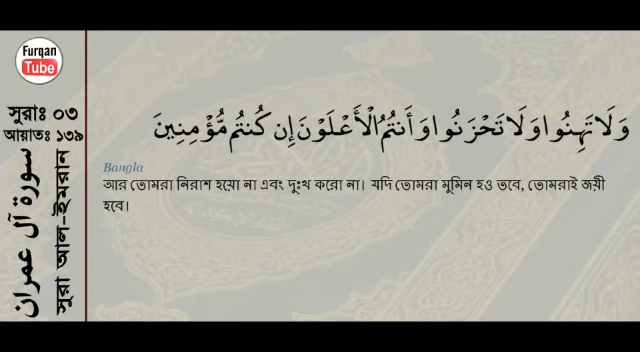 Furqan
Tube
সুরাঃ ০৩
আয়াতঃ ১৩৯
سورة آل عمران
সুরা আল-ইমরান
وَلَا تَهِنُوا وَلَا تَحْزَنُوا وَأَنتُمُ الْأَعْلَوْنَ إِن كُنتُم مُّؤْمِنِينَ
Bangla
আর তোমরা নিরাশ হয়ো না এবং দুঃখ করো না। যদি তোমরা মুমিন হও তবে, তোমরাই জয়ী
হবে।